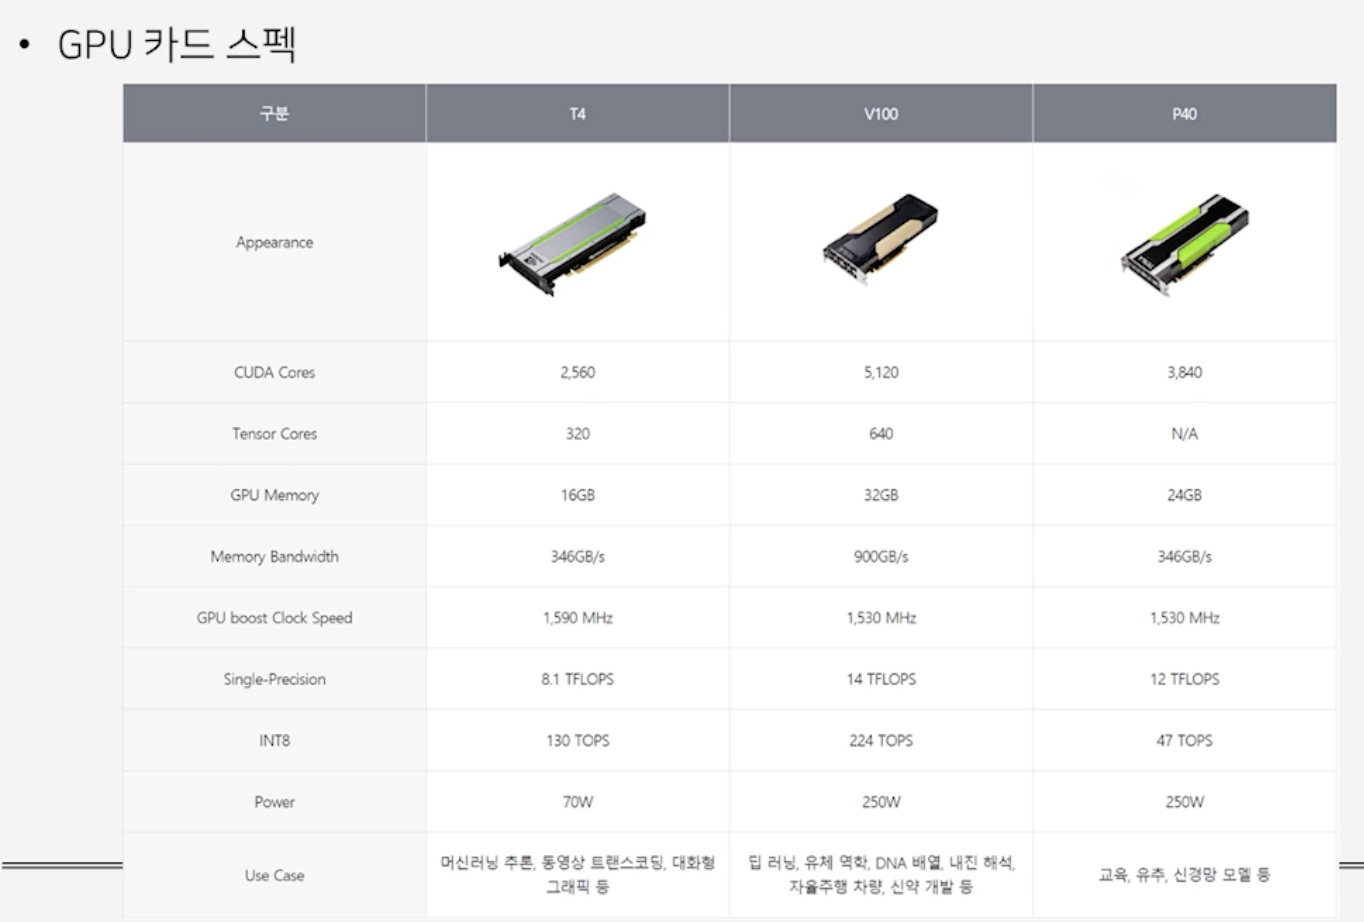 • GPU 카드 스펙
구분 T4 V100 P40
Appearance
CUDA Cores 2,560 5,120 3,840
Tensor Cores 320 640 N/A
GPU Memory 16GB 32GB 24GB
Memory Bandwidth 346GB/s 900GB/s 346GB/s
GPU boost Clock Speed 1,590 MHz 1,530 MHz 1,530 MHz
Single-Precision 8.1 TFLOPS 14 TFLOPS 12 TFLOPS
INT8 130 TOPS 224 TOPS 47 TOPS
Power 70W 250W 250W
Use Case
머신러닝 추론, 동영상 트랜스코딩, 대화형
그래픽 등
딥 러닝, 유체 역학, DNA 배열, 내진 해석,
자율주행 차량, 신약 개발 등
교육, 유추, 신경망 모델 등